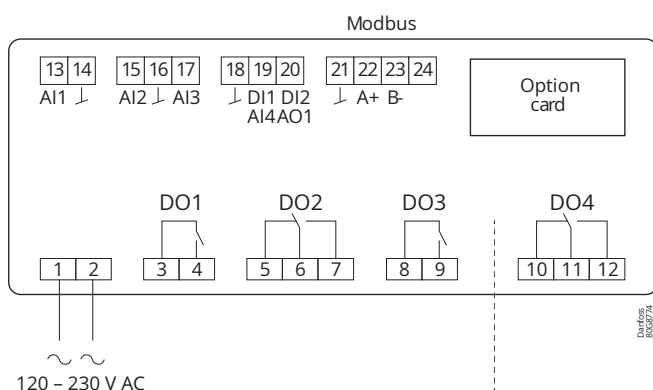 Modbus
13 14 15 16 17 18 19 20 21 22 23 24
AI1 AI2 AI3 DI1 DI2 A+ B-
AI4 AO1
Option
card
DO1 DO2 DO3 DO4
1 2 3 4 5 6 7 8 9 10 11 12
Danfoss
80G8774
120 – 230 V AC